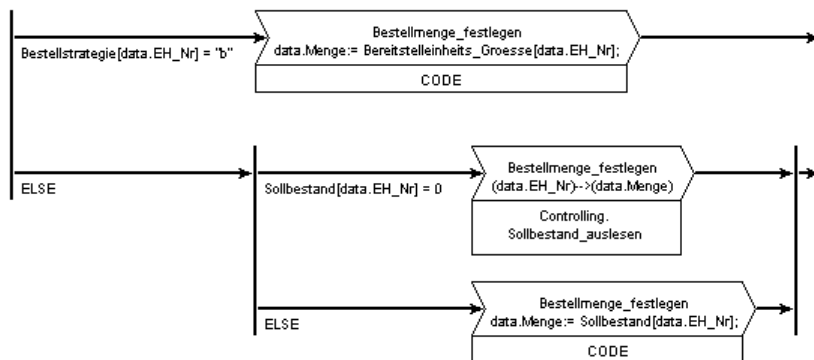 Bestellmenge_festlegen
data.Menge:= Bereitstelleinheits_Groesse[data.EH_Nr];
Bestellstrategie[data.EH_Nr] = "b"
CODE
Bestellmenge_festlegen
(data.EH_Nr)-->(data.Menge)
ELSE
Sollbestand[data.EH_Nr] = 0
Controlling.
Sollbestand_auslesen
Bestellmenge_festlegen
data.Menge:= Sollbestand[data.EH_Nr];
ELSE
CODE